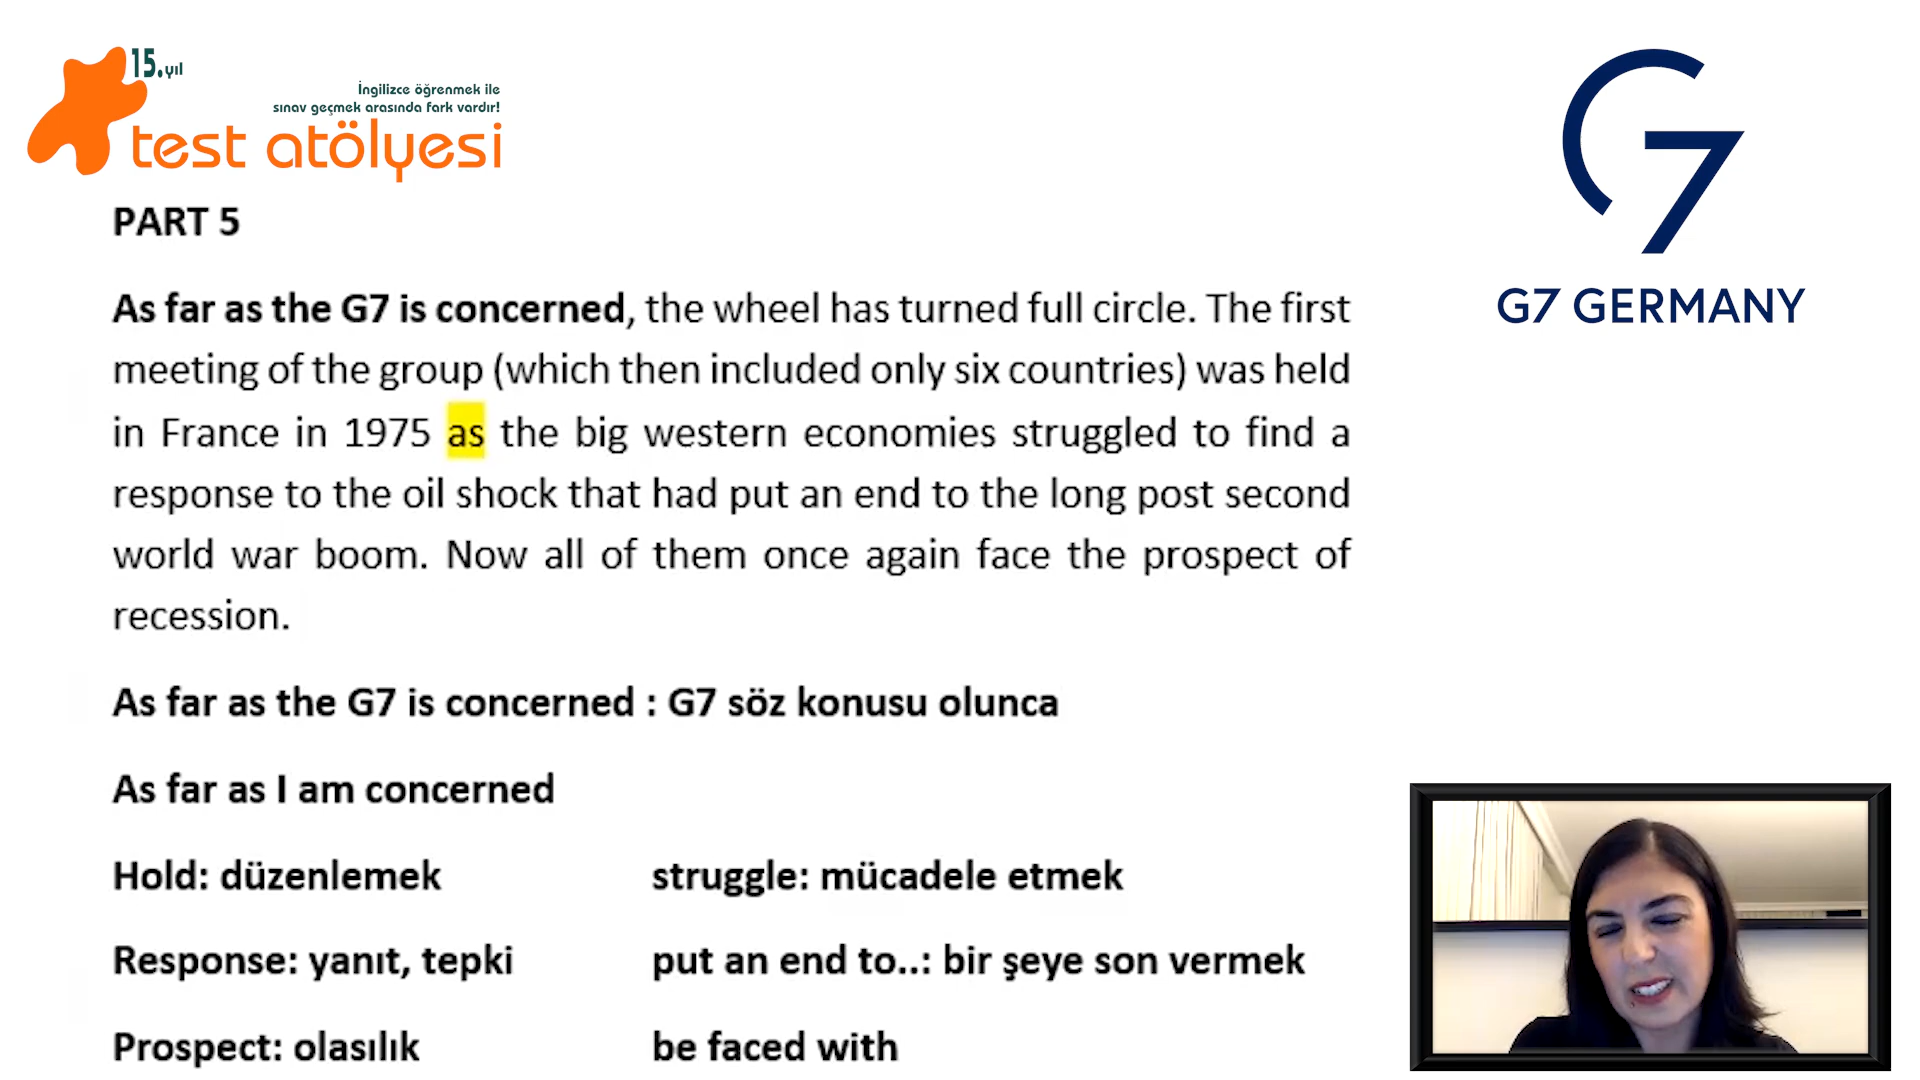 15.yıl
İngilizce öğrenmek ile
sınav geçmek arasında fark vardır!
test atölyesi
G7
G7 GERMANY
PART 5
As far as the G7 is concerned, the wheel has turned full circle. The first
meeting of the group (which then included only six countries) was held
in France in 1975 as the big western economies struggled to find a
response to the oil shock that had put an end to the long post second
world war boom. Now all of them once again face the prospect of
recession.
As far as the G7 is concerned : G7 söz konusu olunca
As far as I am concerned
Hold: düzenlemek struggle: mücadele etmek
Response: yanıt, tepki put an end to..: bir şeye son vermek
Prospect: olasılık be faced with